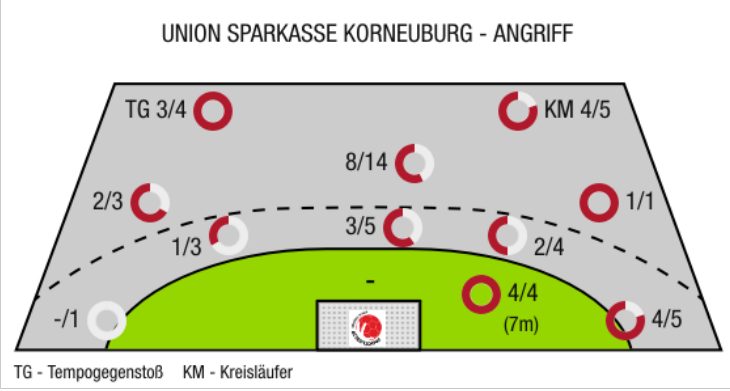 UNION SPARKASSE KORNEUBURG - ANGRIFF
TG 3/4
KM 4/5
8/14
2/3
1/1
1/3
3/5
2/4
-
4/4
(7m)
-/1
4/5
TG - Tempogegenstoß KM - Kreisläufer